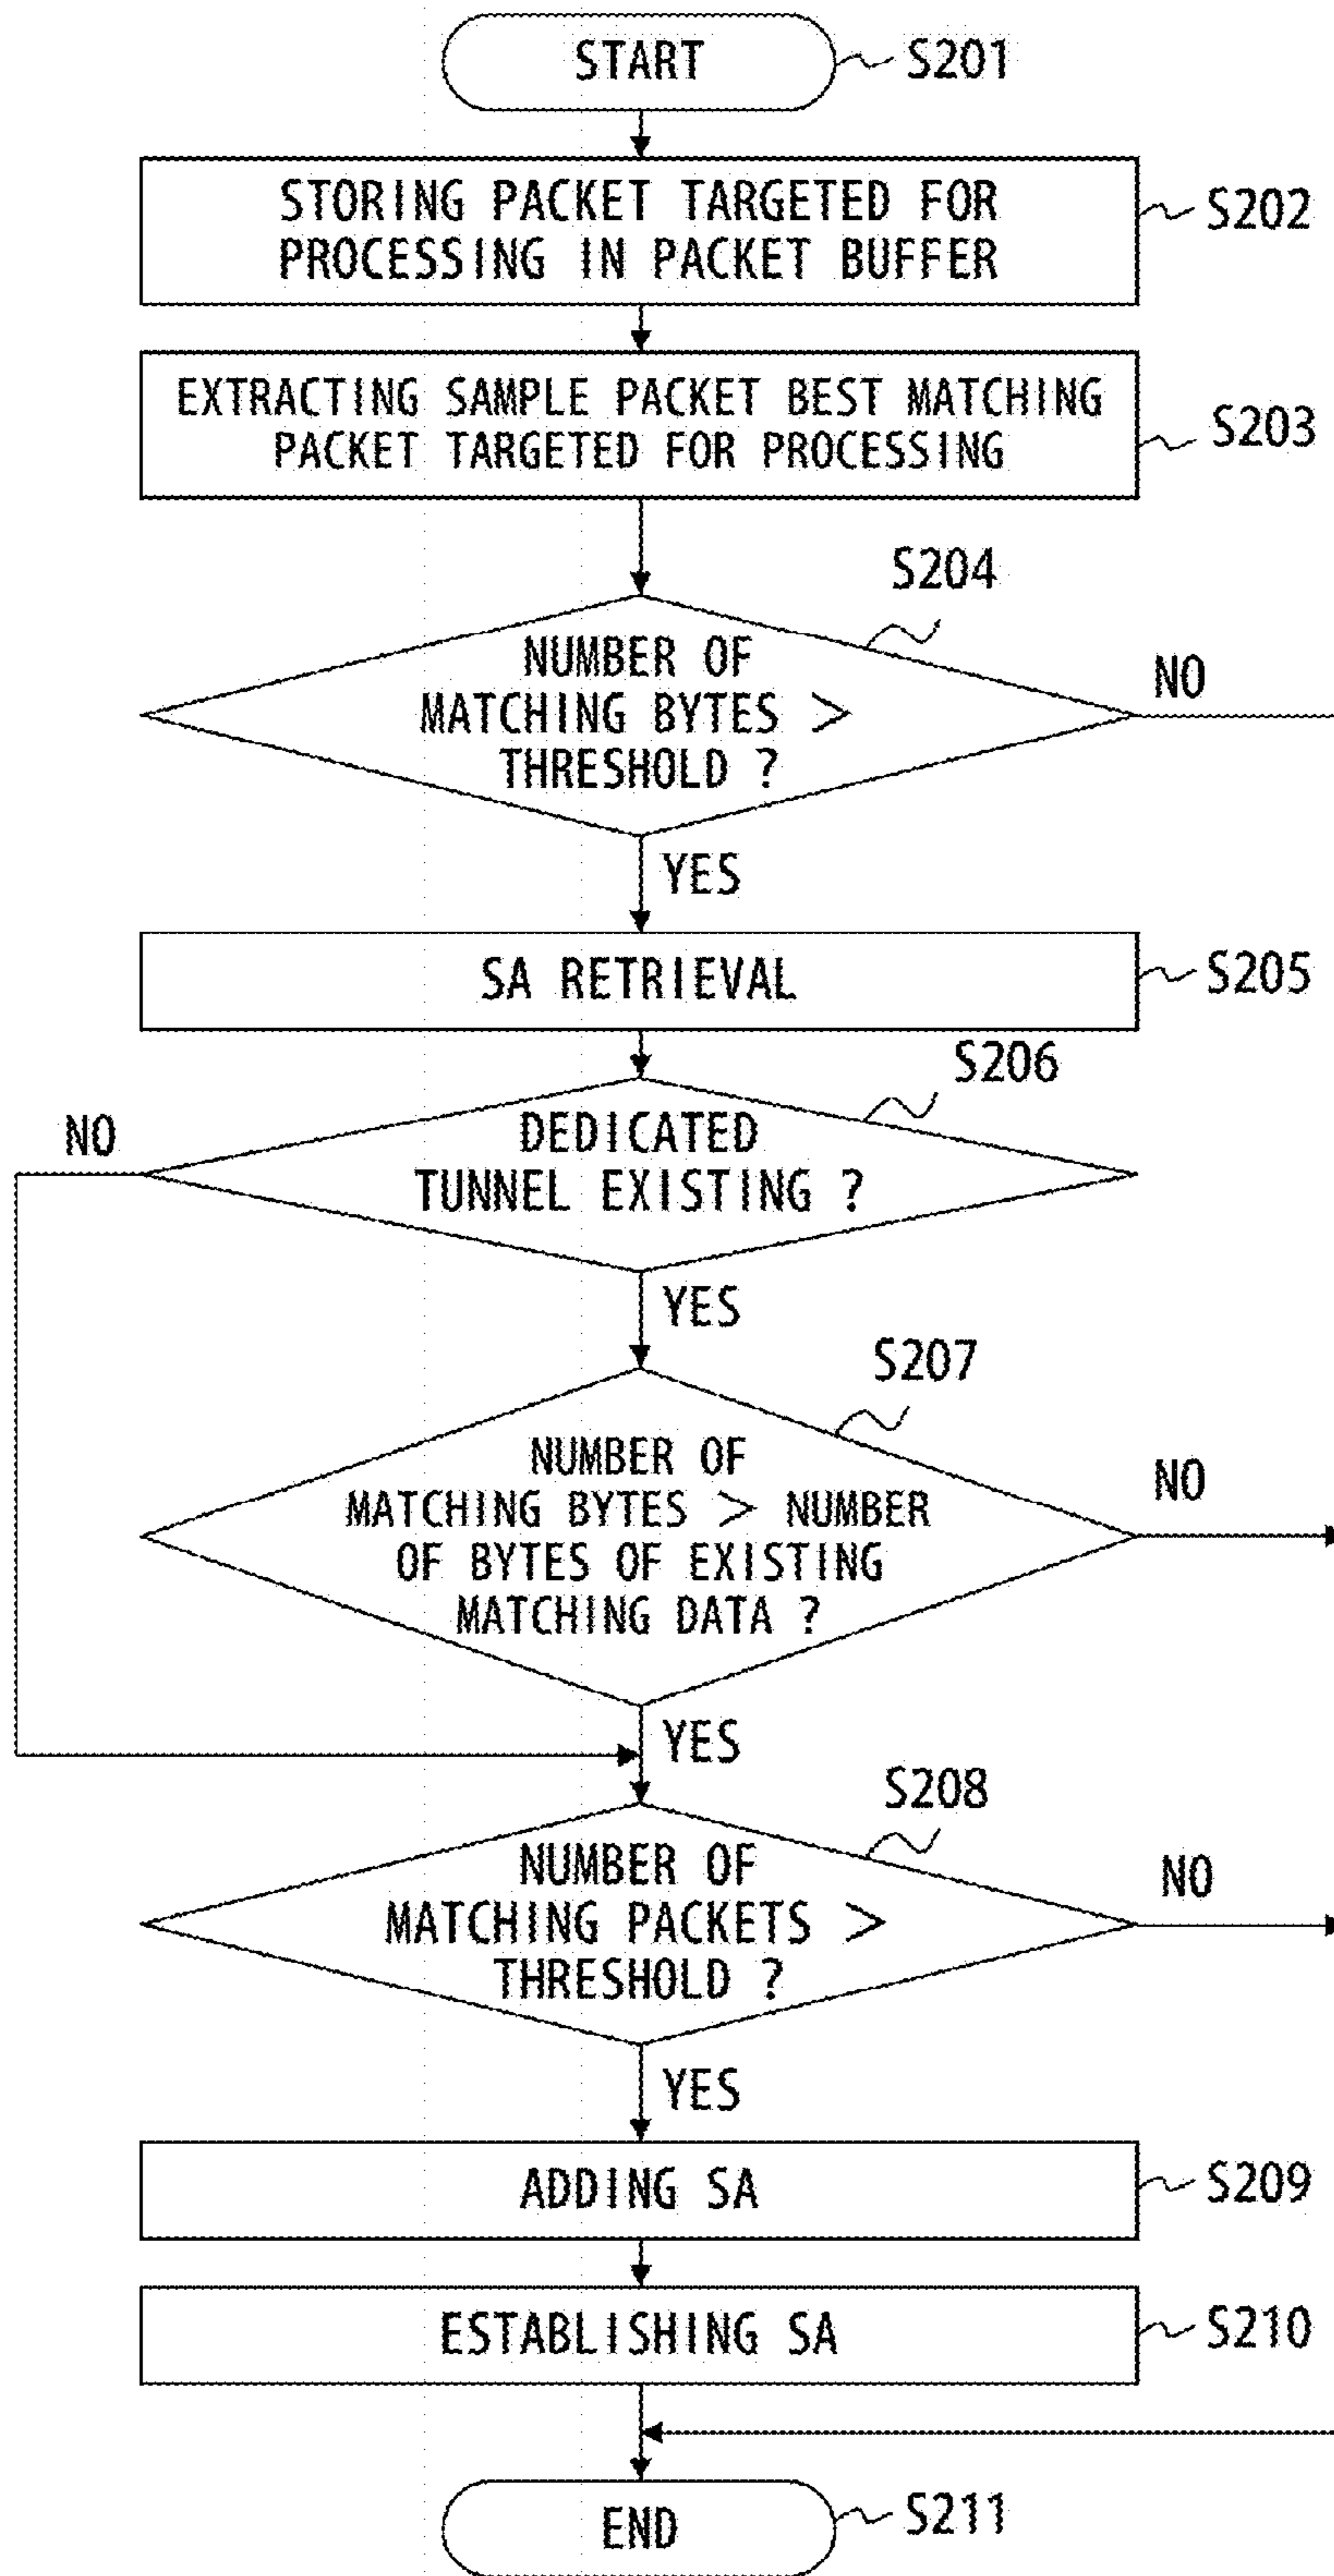 START
S201
STORING PACKET TARGETED FOR
PROCESSING IN PACKET BUFFER
S202
EXTRACTING SAMPLE PACKET BEST MATCHING
PACKET TARGETED FOR PROCESSING
S203
S204
NUMBER OF
MATCHING BYTES >
THRESHOLD ?
NO
YES
SA RETRIEVAL
S205
S206
NO
DEDICATED
TUNNEL EXISTING ?
YES
S207
NUMBER OF
MATCHING BYTES > NUMBER
OF BYTES OF EXISTING
MATCHING DATA ?
NO
YES
S208
NUMBER OF
MATCHING PACKETS >
THRESHOLD ?
NO
YES
ADDING SA
S209
ESTABLISHING SA
S210
END
S211